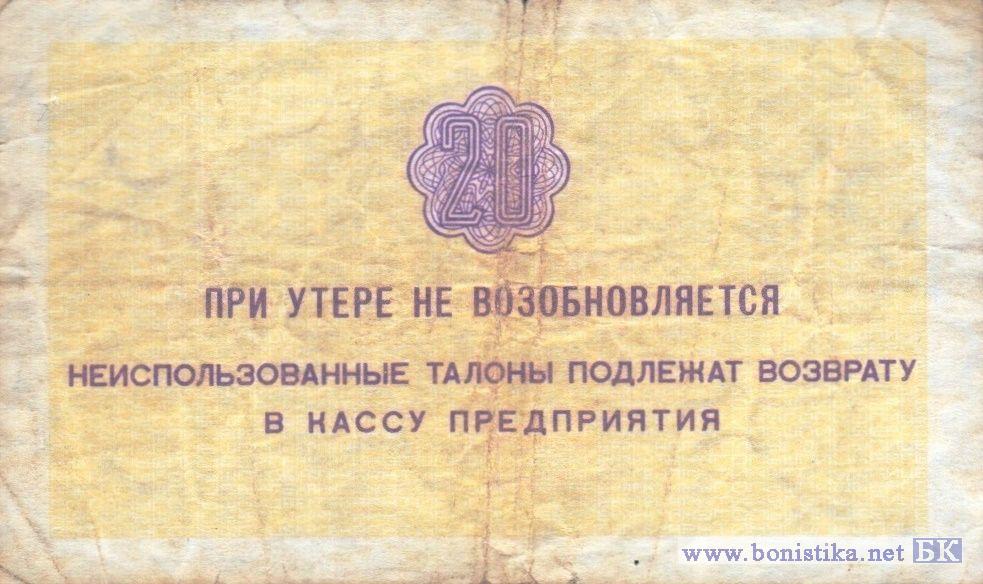 20
ПРИ УТЕРЕ НЕ ВОЗОБНОВЛЯЕТСЯ
НЕИСПОЛЬЗОВАННЫЕ ТАЛОНЫ ПОДЛЕЖАТ ВОЗВРАТУ
В КАССУ ПРЕДПРИЯТИЯ
www.bonistika.net БК